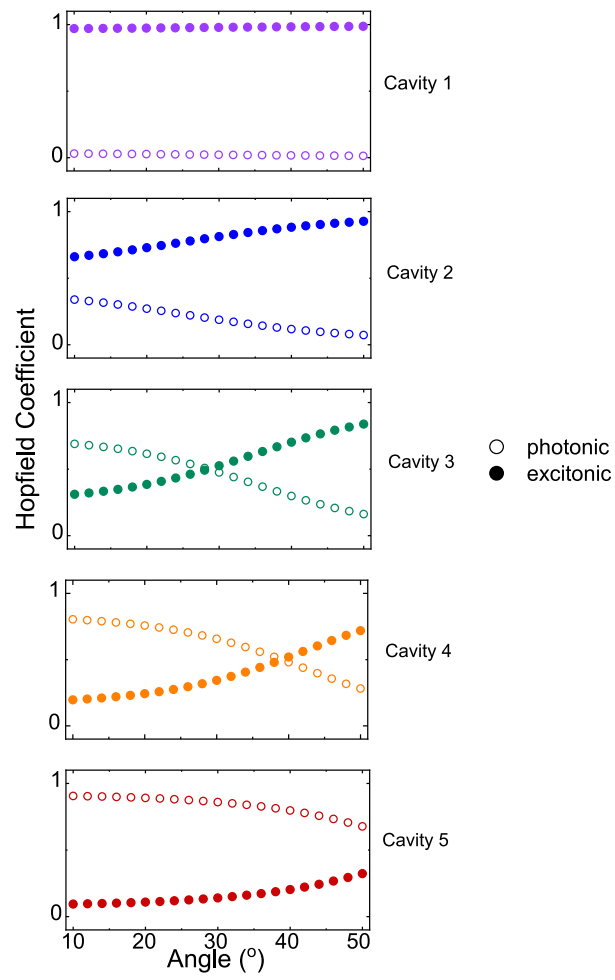 1
0
Cavity 1
1
0
Cavity 2
1
0
Cavity 3
1
0
Cavity 4
1
0
Cavity 5
Hopfield Coefficient
photonic
excitonic
10 20 30 40 50
Angle (º)